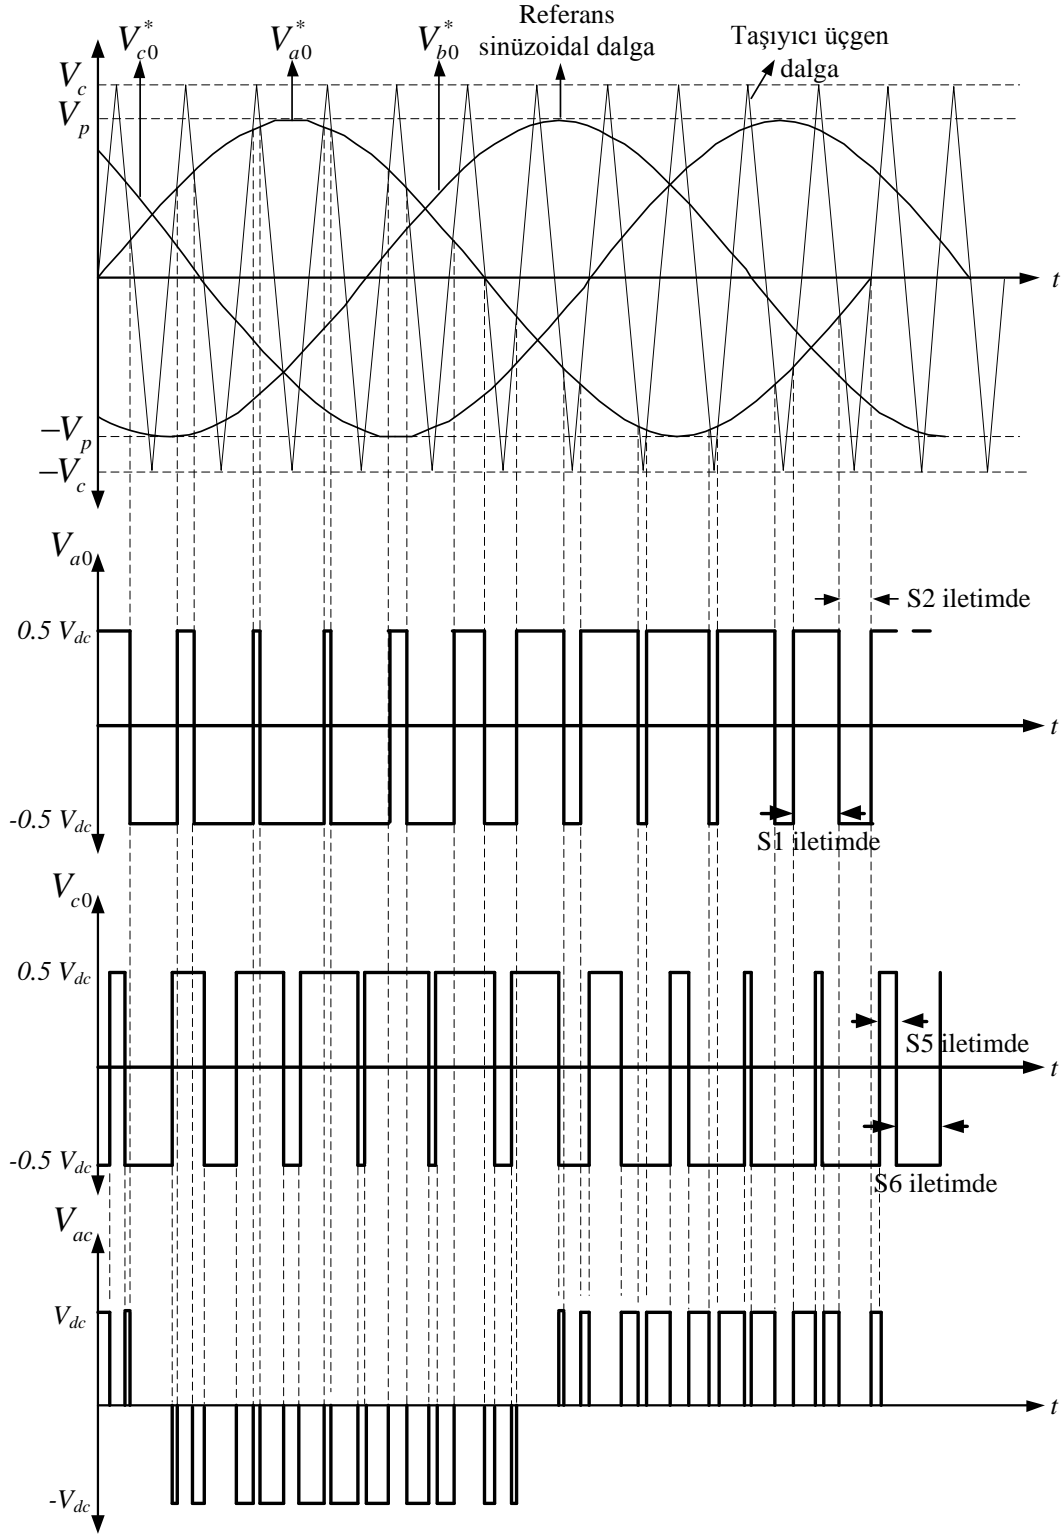 Referans
sinüzoidal dalga
Taşıyıcı üçgen
dalga
V*c0
V*a0
V*b0
Vc
Vp
t
−Vp
−Vc
Va0
S2 iletimde
0.5 Vdc
t
-0.5 Vdc
S1 iletimde
Vc0
0.5 Vdc
S5 iletimde
t
-0.5 Vdc
S6 iletimde
Vac
Vdc
t
-Vdc